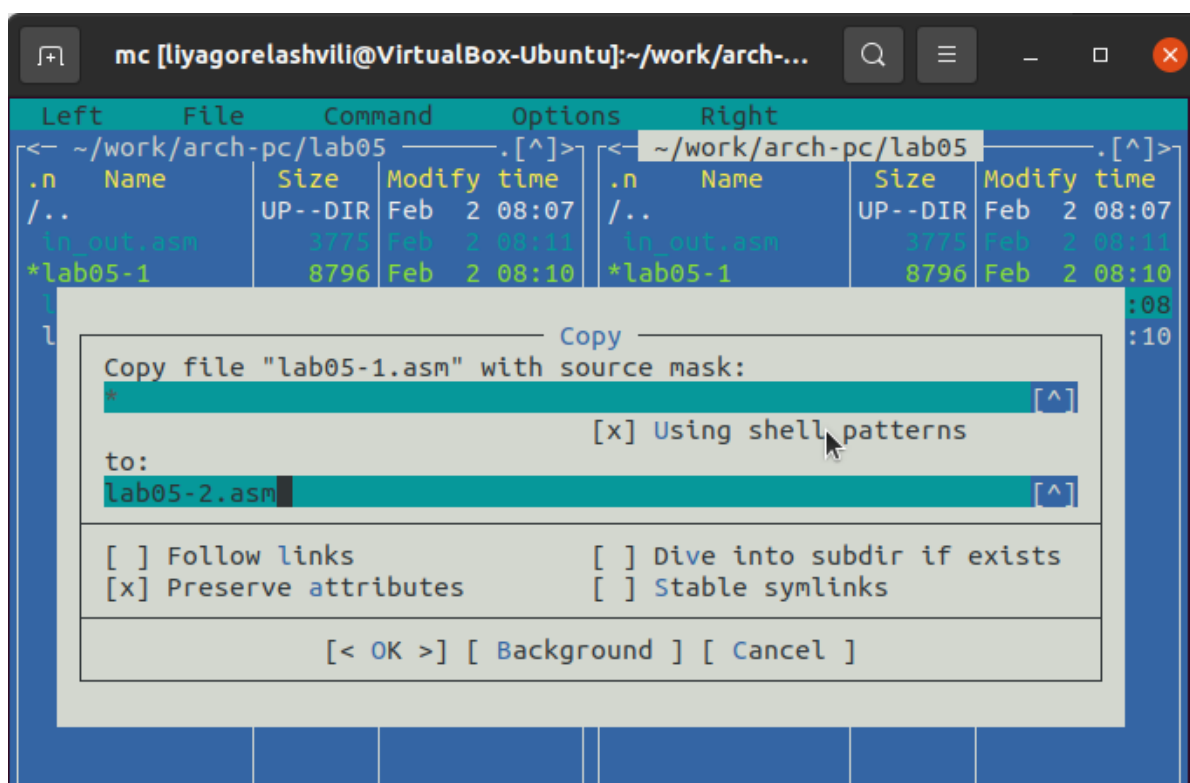 mc [liyagorelashvili@VirtualBox-Ubuntu]:~/work/arch-...
Left File Command Options Right
<— ~/work/arch-pc/lab05 ———.[^]> <— ~/work/arch-pc/lab05 ———.[^]>
.n Name Size Modify time .n Name Size Modify time
/.. UP--DIR Feb 2 08:07 /.. UP--DIR Feb 2 08:07
in_out.asm 3775 Feb 2 08:11 in_out.asm 3775 Feb 2 08:11
*lab05-1 8796 Feb 2 08:10 *lab05-1 8796 Feb 2 08:10
l :08
l :10
Copy
Copy file "lab05-1.asm" with source mask:
* [^]
[x] Using shell patterns
to:
lab05-2.asm [^]
[ ] Follow links [ ] Dive into subdir if exists
[x] Preserve attributes [ ] Stable symlinks
[< OK >] [ Background ] [ Cancel ]